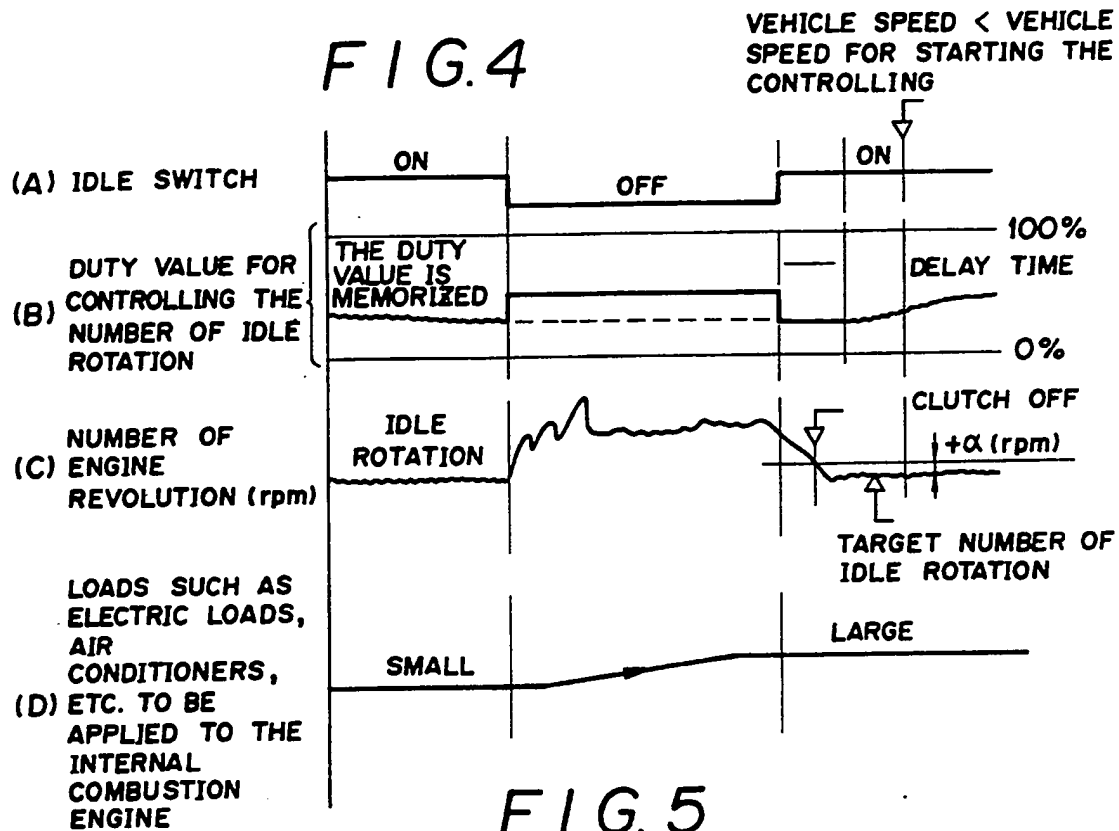 FIG.4
VEHICLE SPEED < VEHICLE
SPEED FOR STARTING THE
CONTROLLING
(A) IDLE SWITCH
ON
OFF
ON
100%
(B)
DUTY VALUE FOR
CONTROLLING THE
NUMBER OF IDLE
ROTATION
THE DUTY
VALUE IS
MEMORIZED
DELAY TIME
0%
(C)
NUMBER OF
ENGINE
REVOLUTION (rpm)
IDLE
ROTATION
CLUTCH OFF
+α (rpm)
TARGET NUMBER OF
IDLE ROTATION
(D)
LOADS SUCH AS
ELECTRIC LOADS,
AIR
CONDITIONERS,
ETC. TO BE
APPLIED TO THE
INTERNAL
COMBUSTION
ENGINE
SMALL
LARGE
FIG.5